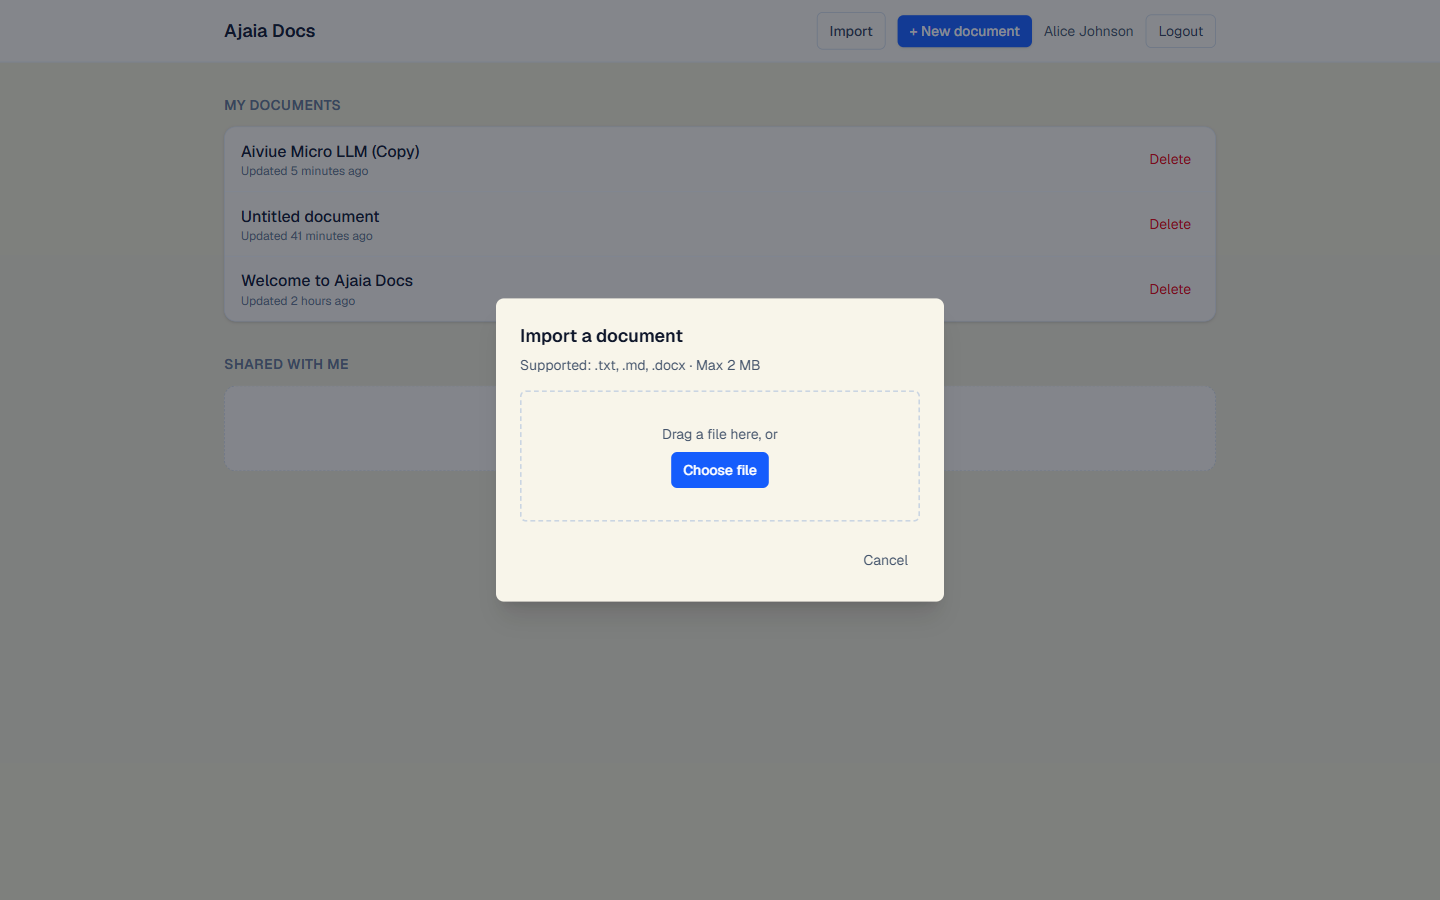 Ajaia Docs
Import
+ New document
Alice Johnson
Logout
MY DOCUMENTS
Aiviue Micro LLM (Copy)
Updated 5 minutes ago
Delete
Untitled document
Updated 41 minutes ago
Delete
Welcome to Ajaia Docs
Updated 2 hours ago
Delete
SHARED WITH ME
Import a document
Supported: .txt, .md, .docx · Max 2 MB
Drag a file here, or
Choose file
Cancel